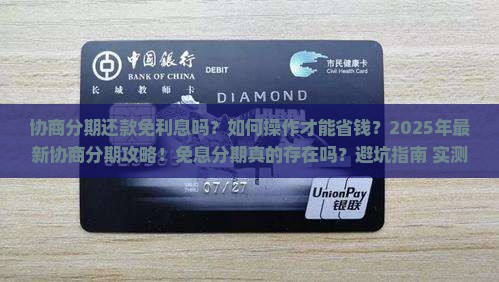 中国银行
BANK OF CHINA
DEBIT
市民健康卡
Civil Health Card
长城教师卡
DIAMOND
协商分期还款免利息吗？如何操作才能省钱？2025年最
新协商分期攻略！免息分期真的存在吗？避坑指南 实测
07/27
UnionPay
银联